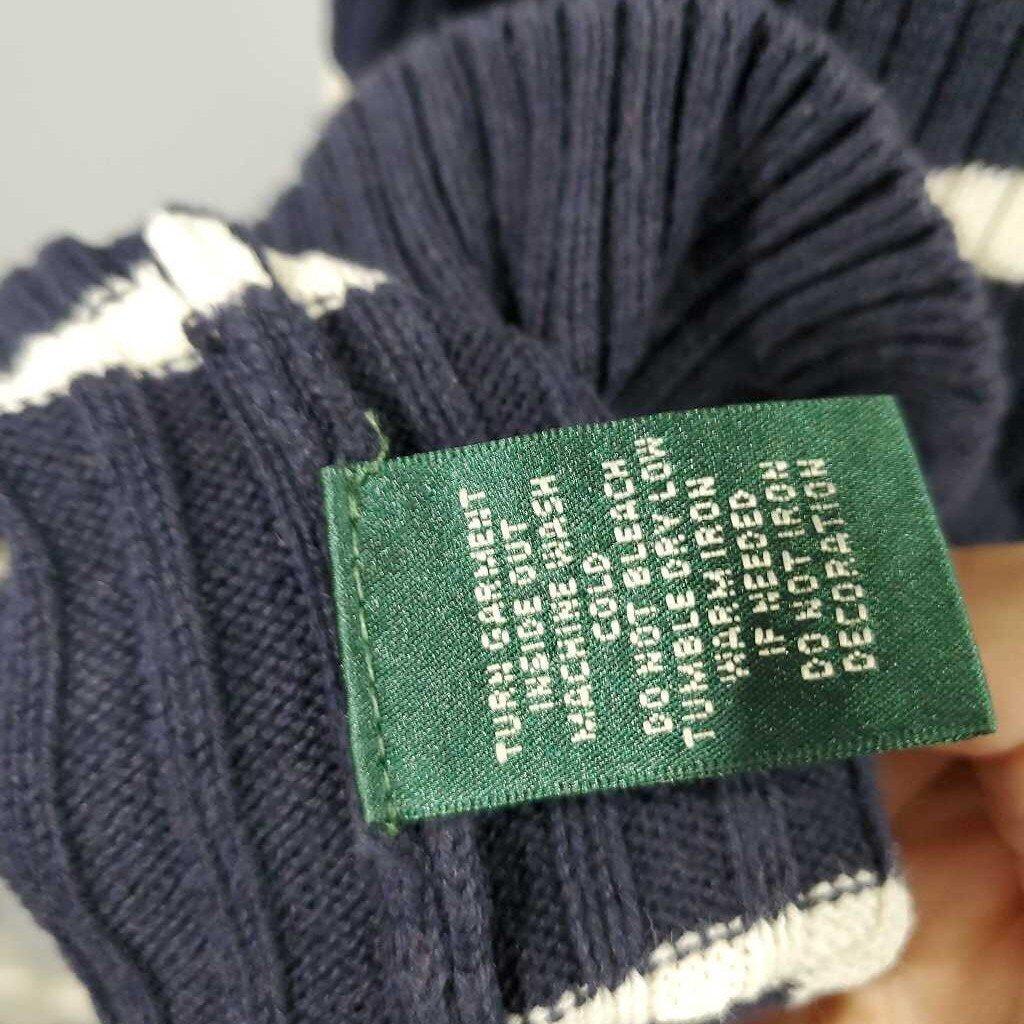 TURN GARMENT
INSIDE OUT
MACHINE WASH
COLD
DO NOT BLEACH
TUMBLE DRY LOW
WARM IRON
IF NEEDED
DO NOT IRON
DECORATION